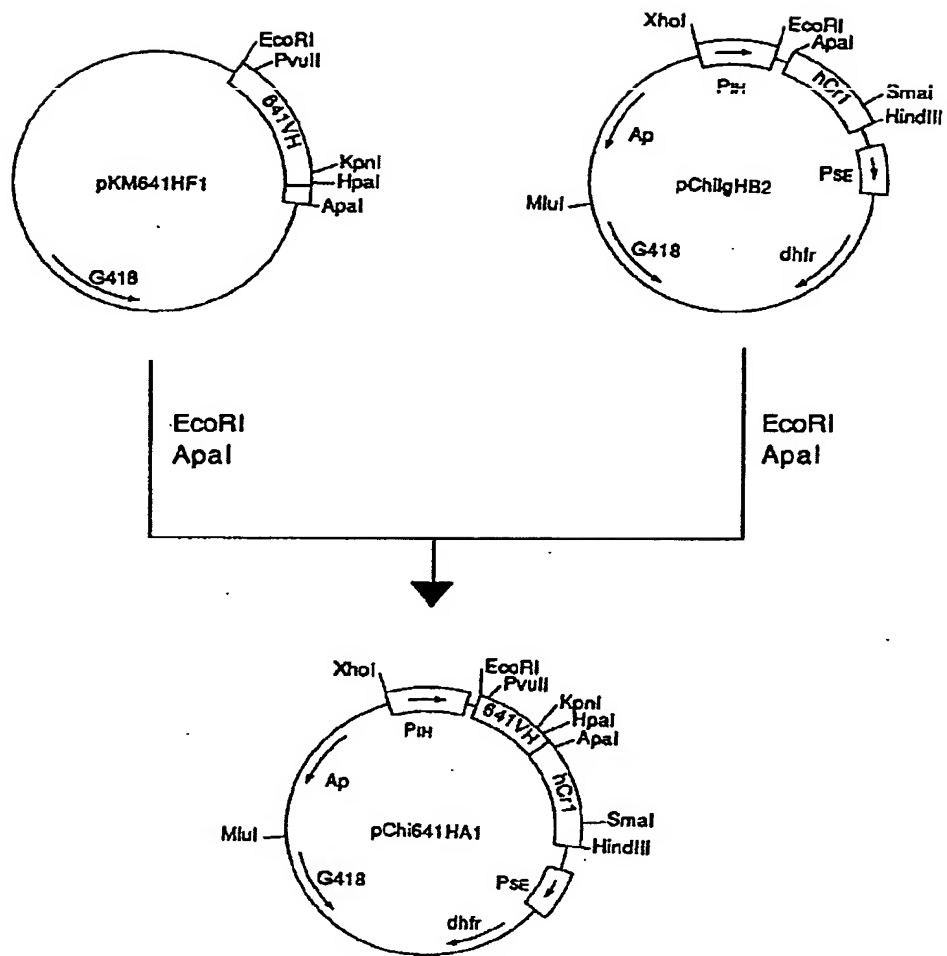 EcoRI
PvuII
641VH
KpnI
HpaI
ApaI
pKM641HF1
G418
XhoI
EcoRI
ApaI
PIH
hCr1
SmaI
HindIII
Ap
PSE
pChiIgHB2
MluI
G418
dhfr
EcoRI
ApaI
EcoRI
ApaI
XhoI
EcoRI
PvuII
KpnI
HpaI
ApaI
PIH
641VH
hCr1
Ap
SmaI
HindIII
MluI
pChi641HA1
PSE
G418
dhfr